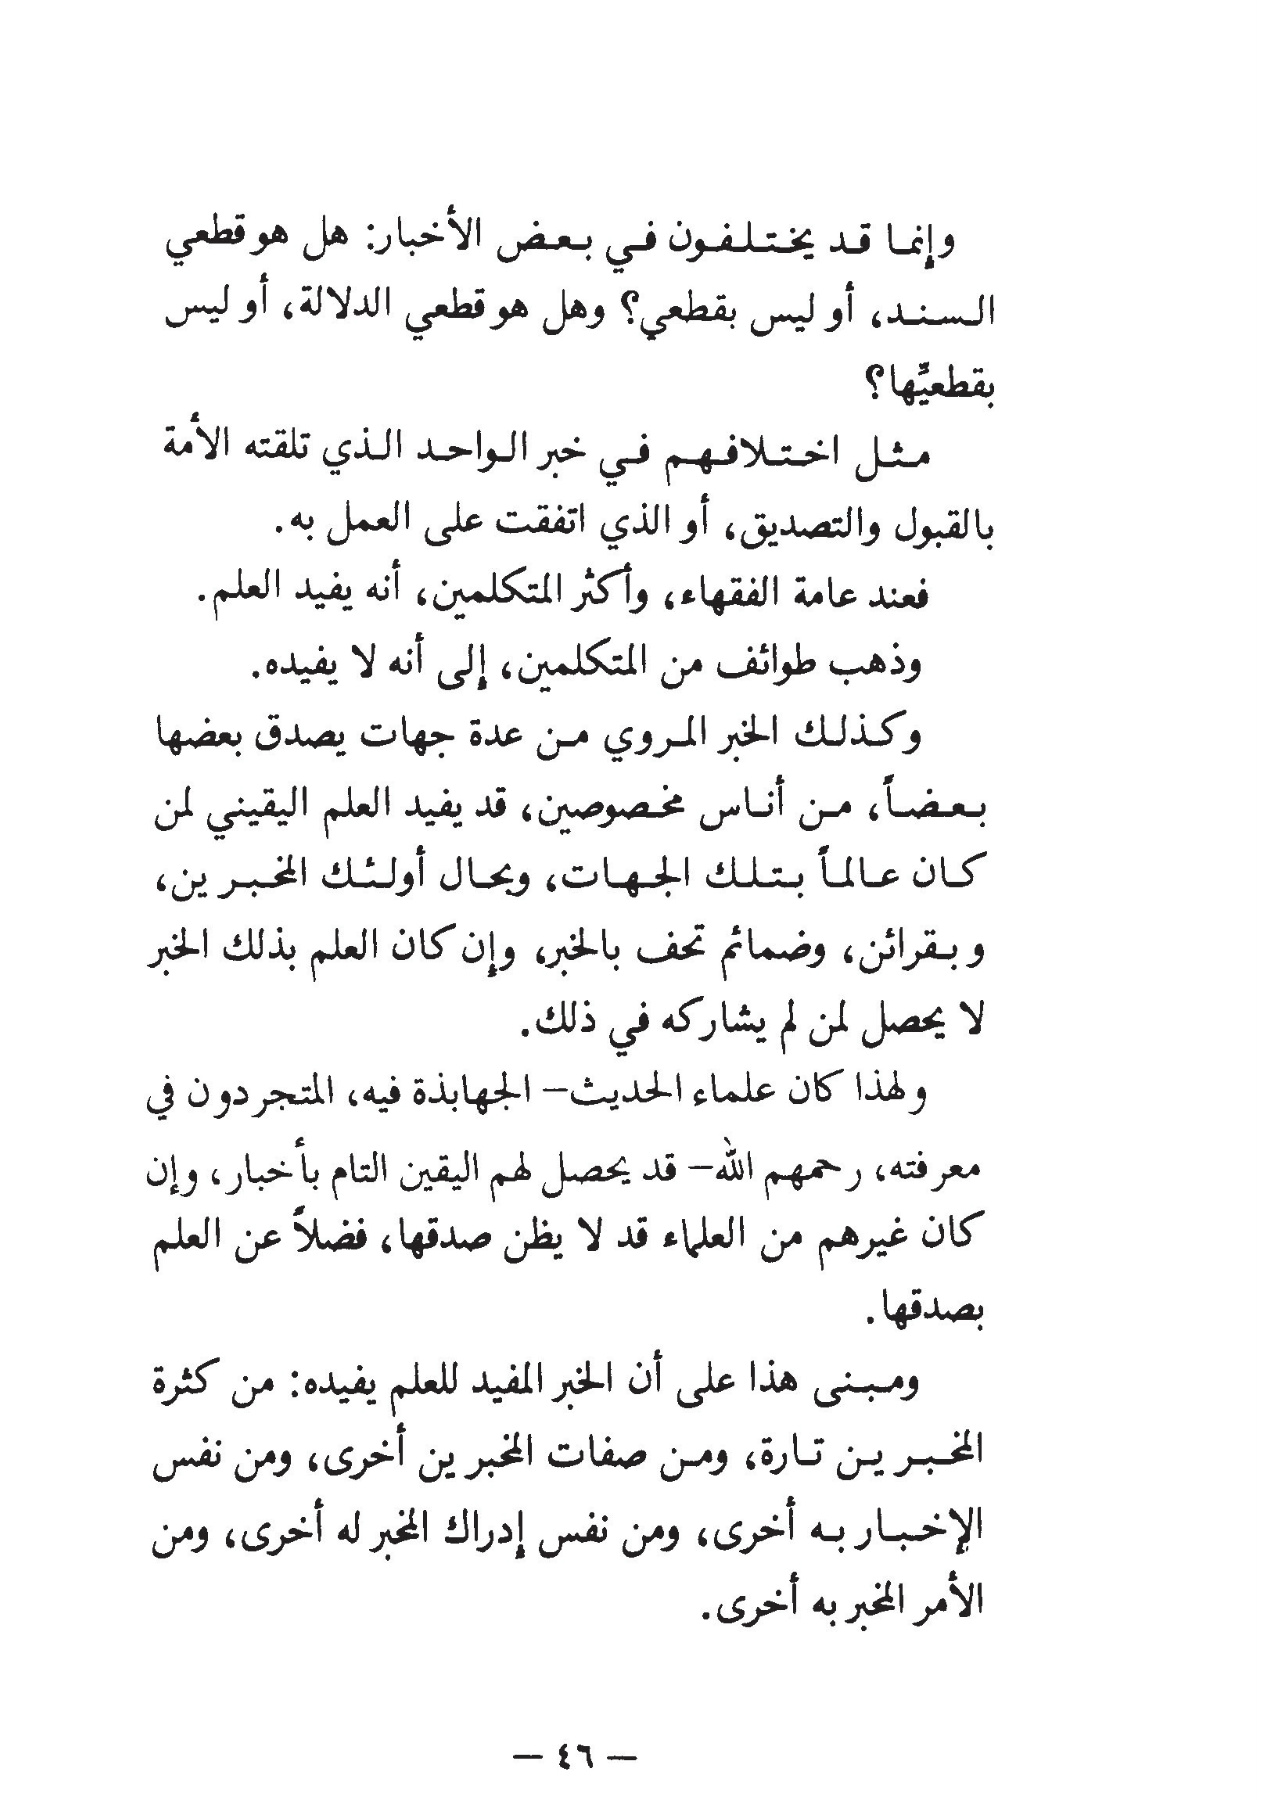 وإنما قد يختلفون في بعض الأخبار: هل هو قطعي
السند، أو ليس بقطعي؟ وهل هو قطعي الدلالة، أو ليس
بقطعيِّها؟
مثل اختلافهم في خبر الواحد الذي تلقته الأمة
بالقبول والتصديق، أو الذي اتفقت على العمل به.
فعند عامة الفقهاء، وأكثر المتكلمين، أنه يفيد العلم.
وذهب طوائف من المتكلمين، إلى أنه لا يفيده.
وكذلك الخبر المروي من عدة جهات يصدق بعضها
بعضاً، من أناس مخصوصين، قد يفيد العلم اليقيني لمن
كان عالماً بتلك الجهات، وبحال أولئك المخبرين،
وبقرائن، وضمائم تحف بالخبر، وإن كان العلم بذلك الخبر
لا يحصل لمن لم يشاركه في ذلك.
ولهذا كان علماء الحديث– الجهابذة فيه، المتجردون في
معرفته، رحمهم الله– قد يحصل لهم اليقين التام بأخبار، وإن
كان غيرهم من العلماء قد لا يظن صدقها، فضلاً عن العلم
بصدقها.
ومبنى هذا على أن الخبر المفيد للعلم يفيده: من كثرة
المخبرين تارة، ومن صفات المخبرين أخرى، ومن نفس
الإخبار به أخرى، ومن نفس إدراك المخبر له أخرى، ومن
الأمر المخبر به أخرى.
— ٤٦ —